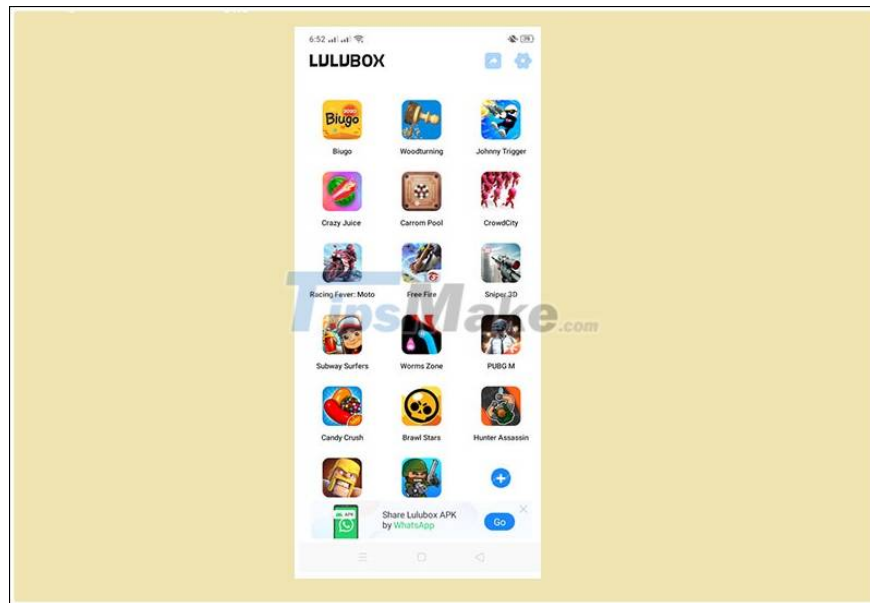 6:52
LULUBOX
Biugo
Biugo Woodturning Johnny Trigger
Crazy Juice Carrom Pool CrowdCity
Racing Fever: Moto Free Fire Sniper 3D
TipsMake.com
Subway Surfers Worms Zone PUBG M
Candy Crush Brawl Stars Hunter Assassin
APK
Share Lulubox APK
by WhatsApp
Go